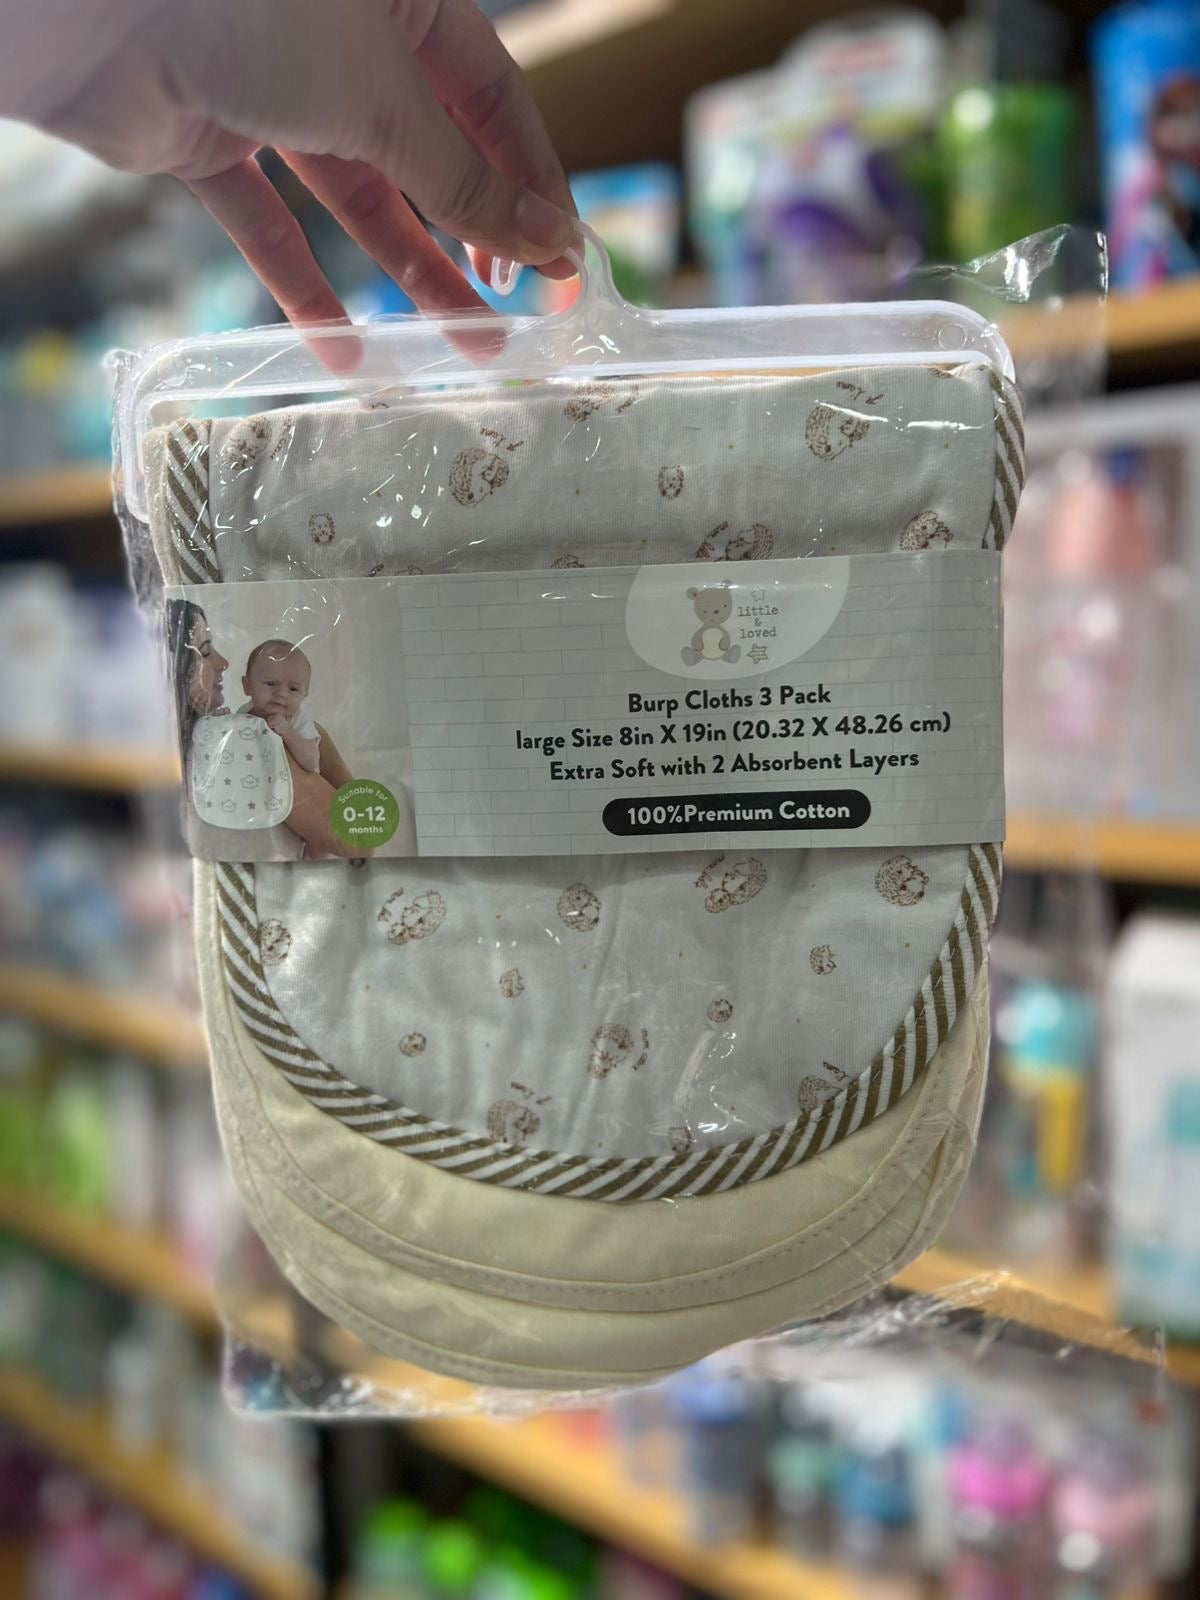 little
&
loved
Burp Cloths 3 Pack
large Size 8in X 19in (20.32 X 48.26 cm)
Extra Soft with 2 Absorbent Layers
100%Premium Cotton
Suitable for
0-12
months